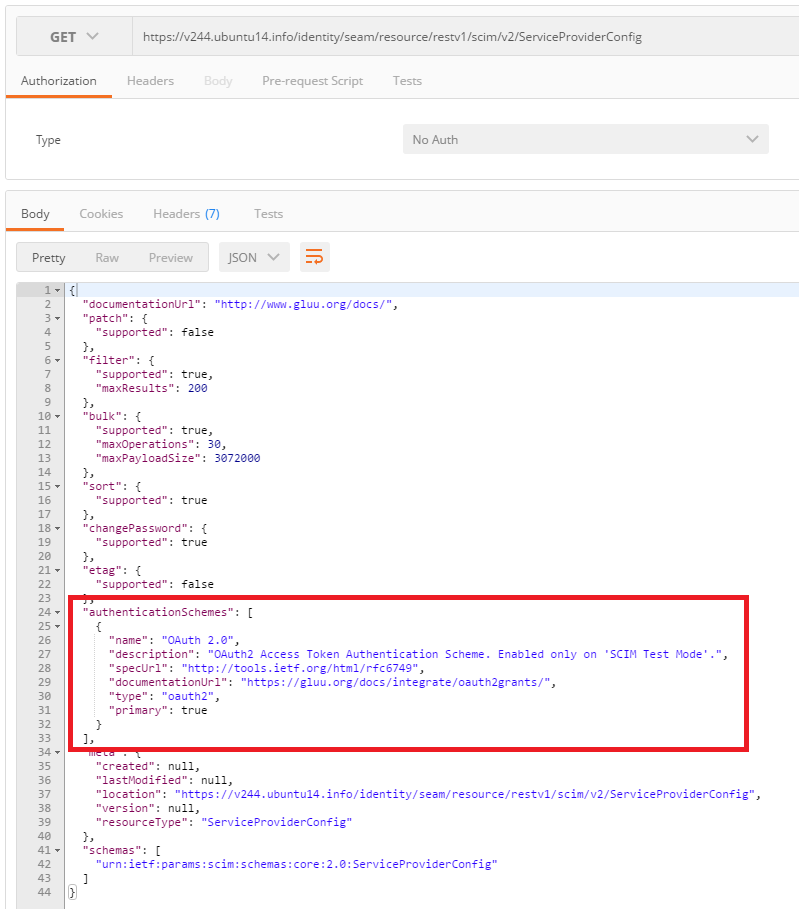 GET https://v244.ubuntu14.info/identity/seam/resource/restv1/scim/v2/ServiceProviderConfig
Authorization Headers Body Pre-request Script Tests
Type No Auth
Body Cookies Headers (7) Tests
Pretty Raw Preview JSON
1 {
2 "documentationUrl": "http://www.gluu.org/docs/",
3 "patch": {
4 "supported": false
5 },
6 "filter": {
7 "supported": true,
8 "maxResults": 200
9 },
10 "bulk": {
11 "supported": true,
12 "maxOperations": 30,
13 "maxPayloadSize": 3072000
14 },
15 "sort": {
16 "supported": true
17 },
18 "changePassword": {
19 "supported": true
20 },
21 "etag": {
22 "supported": false
23 },
24 "authenticationSchemes": [
25 {
26 "name": "OAuth 2.0",
27 "description": "OAuth2 Access Token Authentication Scheme. Enabled only on 'SCIM Test Mode'.",
28 "specUrl": "http://tools.ietf.org/html/rfc6749",
29 "documentationUrl": "https://gluu.org/docs/integrate/oauth2grants/",
30 "type": "oauth2",
31 "primary": true
32 }
33 ],
34 "meta": {
35 "created": null,
36 "lastModified": null,
37 "location": "https://v244.ubuntu14.info/identity/seam/resource/restv1/scim/v2/ServiceProviderConfig",
38 "version": null,
39 "resourceType": "ServiceProviderConfig"
40 },
41 "schemas": [
42 "urn:ietf:params:scim:schemas:core:2.0:ServiceProviderConfig"
43 ]
44 }